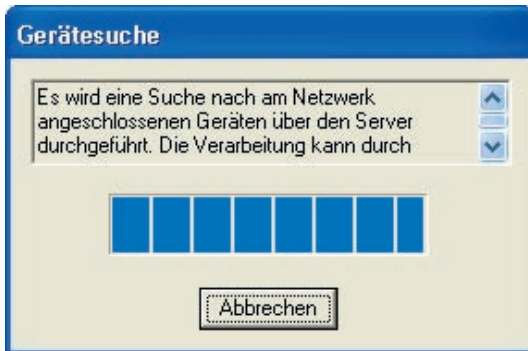 Gerätesuche
Es wird eine Suche nach am Netzwerk
angeschlossenen Geräten über den Server
durchgeführt. Die Verarbeitung kann durch
Abbrechen